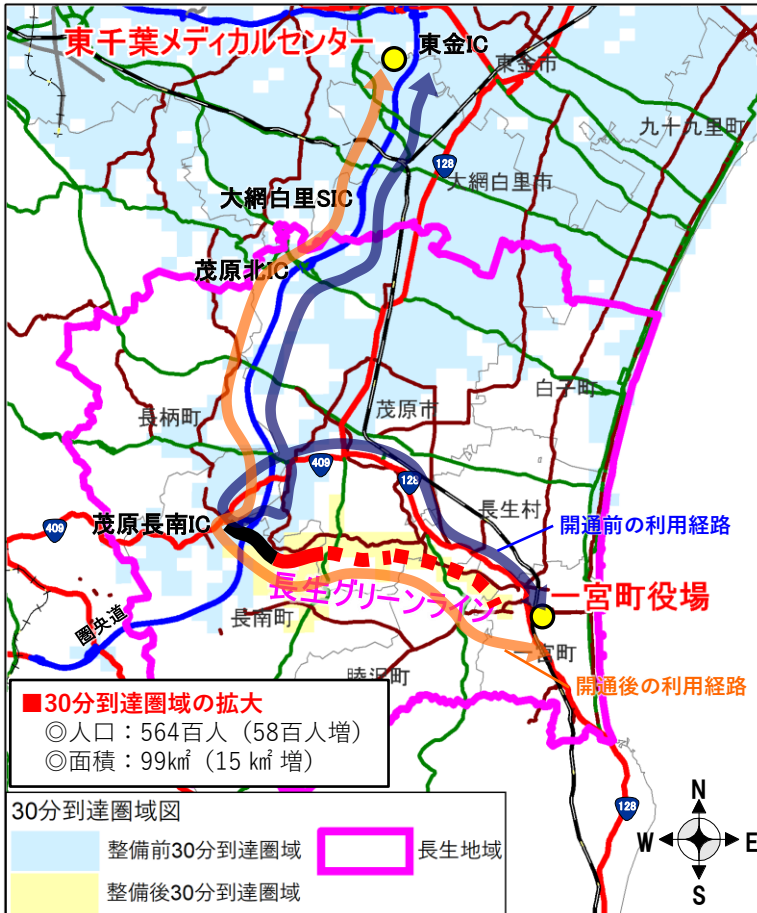 東千葉メディカルセンター
東金IC
東金市
九十九里町
128
大網白里市
大網白里SIC
茂原北IC
白子町
長柄町
茂原市
409
128
長生村
茂原長南IC
409
開通前の利用経路
長生グリーンライン
一宮町役場
長南町
圏央道
一宮町
睦沢町
開通後の利用経路
■30分到達圏域の拡大
◎人口：564百人（58百人増）
◎面積：99㎢（15㎢増）
128
30分到達圏域図
整備前30分到達圏域
長生地域
整備後30分到達圏域
N
W
E
S